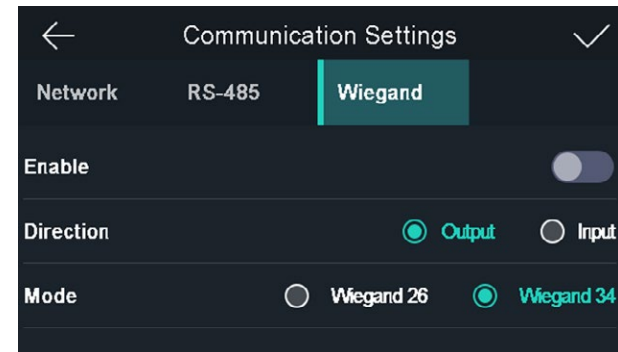 Communication Settings
Network RS-485 Wiegand
Enable
Direction Output Input
Mode Wiegand 26 Wiegand 34